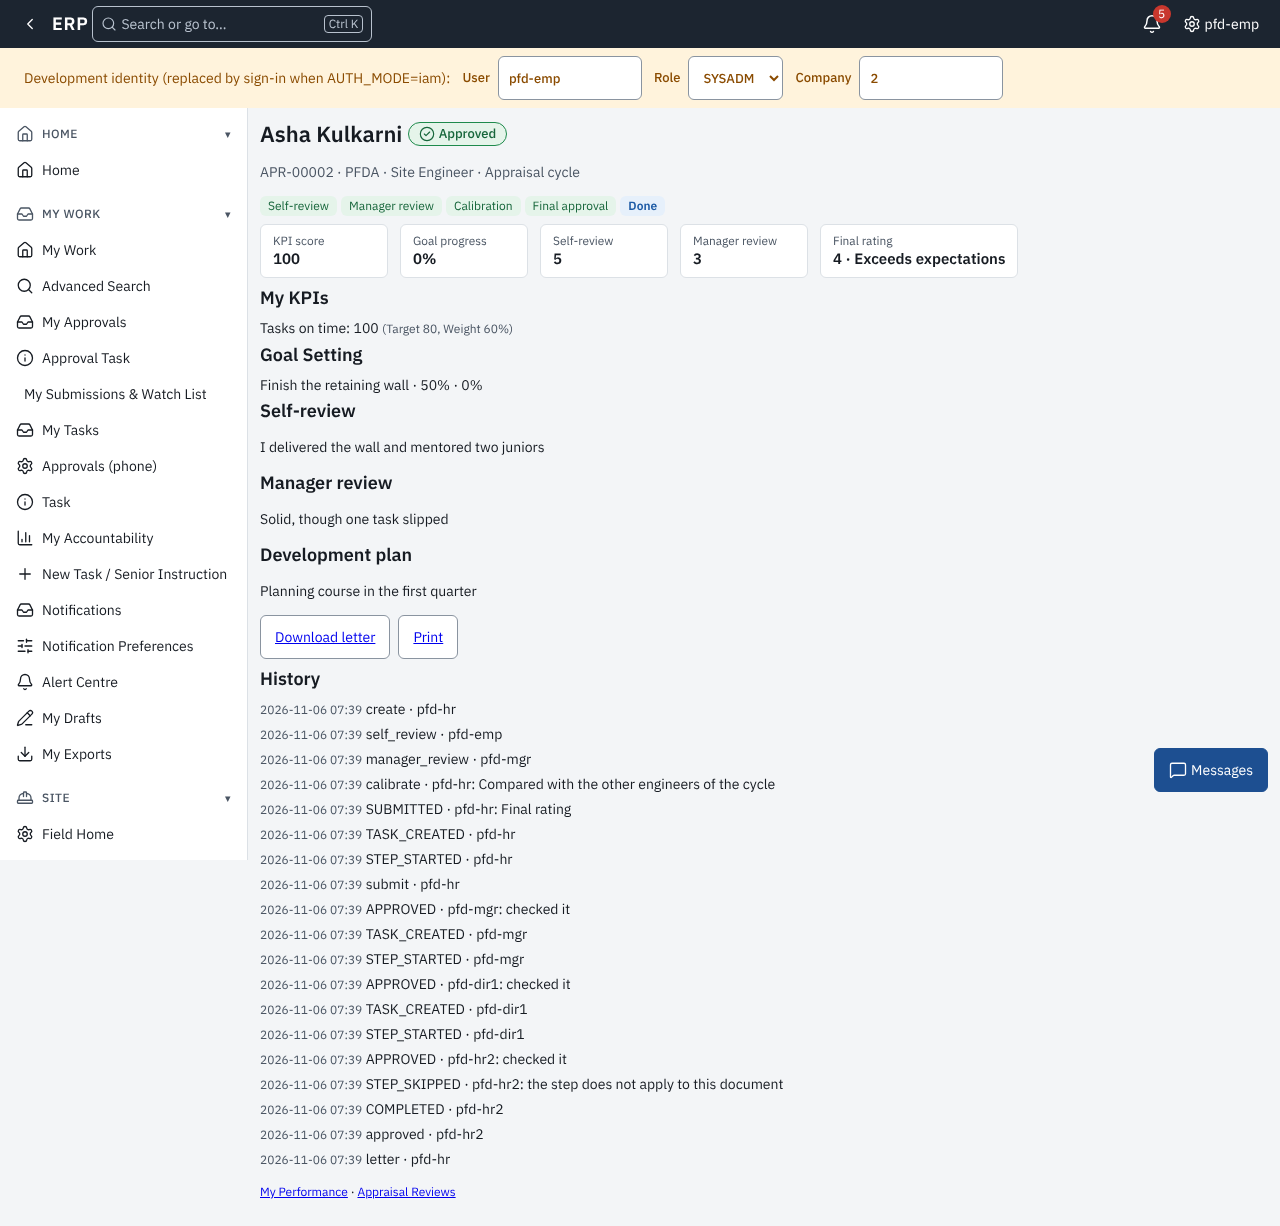 ERP
Search or go to...
Ctrl K
5
pfd-emp
Development identity (replaced by sign-in when AUTH_MODE=iam):
User
pfd-emp
Role
SYSADM
Company
2
HOME
Home
MY WORK
My Work
Advanced Search
My Approvals
Approval Task
My Submissions & Watch List
My Tasks
Approvals (phone)
Task
My Accountability
New Task / Senior Instruction
Notifications
Notification Preferences
Alert Centre
My Drafts
My Exports
SITE
Field Home
Asha Kulkarni
Approved
APR-00002 · PFDA · Site Engineer · Appraisal cycle
Self-review
Manager review
Calibration
Final approval
Done
KPI score
100
Goal progress
0%
Self-review
5
Manager review
3
Final rating
4 · Exceeds expectations
My KPIs
Tasks on time: 100 (Target 80, Weight 60%)
Goal Setting
Finish the retaining wall · 50% · 0%
Self-review
I delivered the wall and mentored two juniors
Manager review
Solid, though one task slipped
Development plan
Planning course in the first quarter
Download letter
Print
History
2026-11-06 07:39 create · pfd-hr
2026-11-06 07:39 self_review · pfd-emp
2026-11-06 07:39 manager_review · pfd-mgr
2026-11-06 07:39 calibrate · pfd-hr: Compared with the other engineers of the cycle
2026-11-06 07:39 SUBMITTED · pfd-hr: Final rating
2026-11-06 07:39 TASK_CREATED · pfd-hr
2026-11-06 07:39 STEP_STARTED · pfd-hr
2026-11-06 07:39 submit · pfd-hr
2026-11-06 07:39 APPROVED · pfd-mgr: checked it
2026-11-06 07:39 TASK_CREATED · pfd-mgr
2026-11-06 07:39 STEP_STARTED · pfd-mgr
2026-11-06 07:39 APPROVED · pfd-dir1: checked it
2026-11-06 07:39 TASK_CREATED · pfd-dir1
2026-11-06 07:39 STEP_STARTED · pfd-dir1
2026-11-06 07:39 APPROVED · pfd-hr2: checked it
2026-11-06 07:39 STEP_SKIPPED · pfd-hr2: the step does not apply to this document
2026-11-06 07:39 COMPLETED · pfd-hr2
2026-11-06 07:39 approved · pfd-hr2
2026-11-06 07:39 letter · pfd-hr
My Performance · Appraisal Reviews
Messages